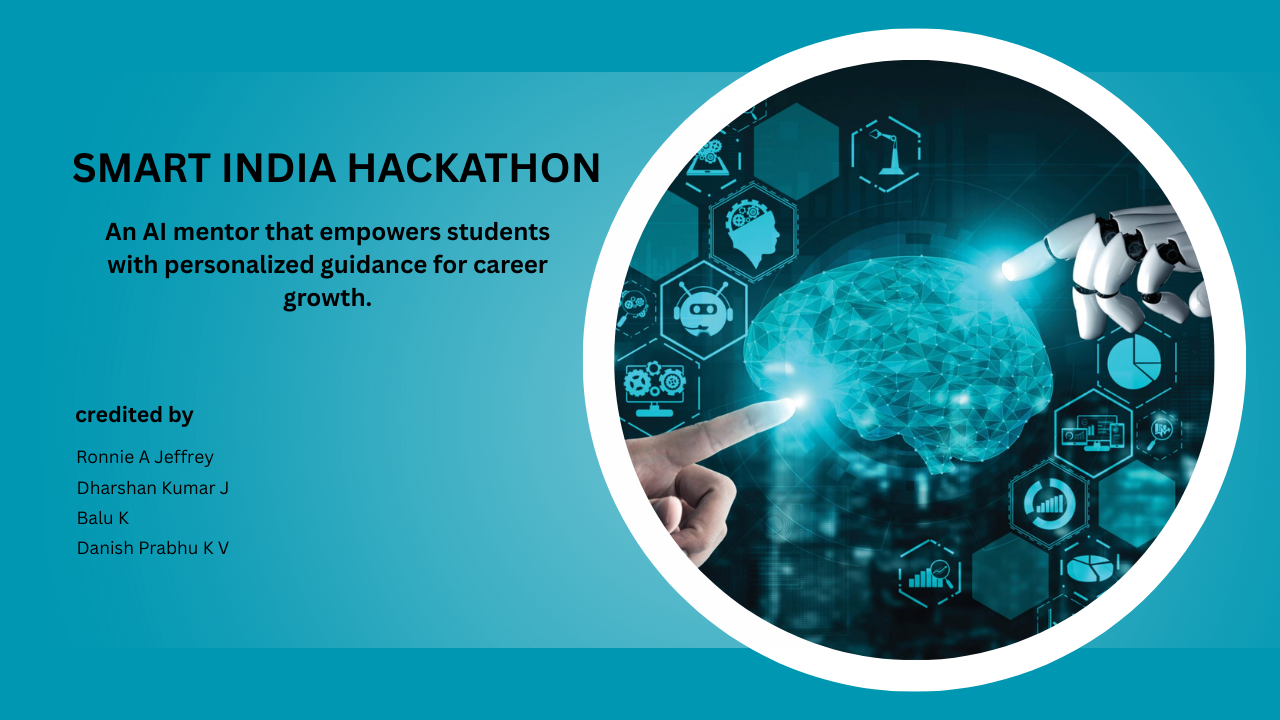 SMART INDIA HACKATHON
An AI mentor that empowers students
with personalized guidance for career
growth.
credited by
Ronnie A Jeffrey
Dharshan Kumar J
Balu K
Danish Prabhu K V